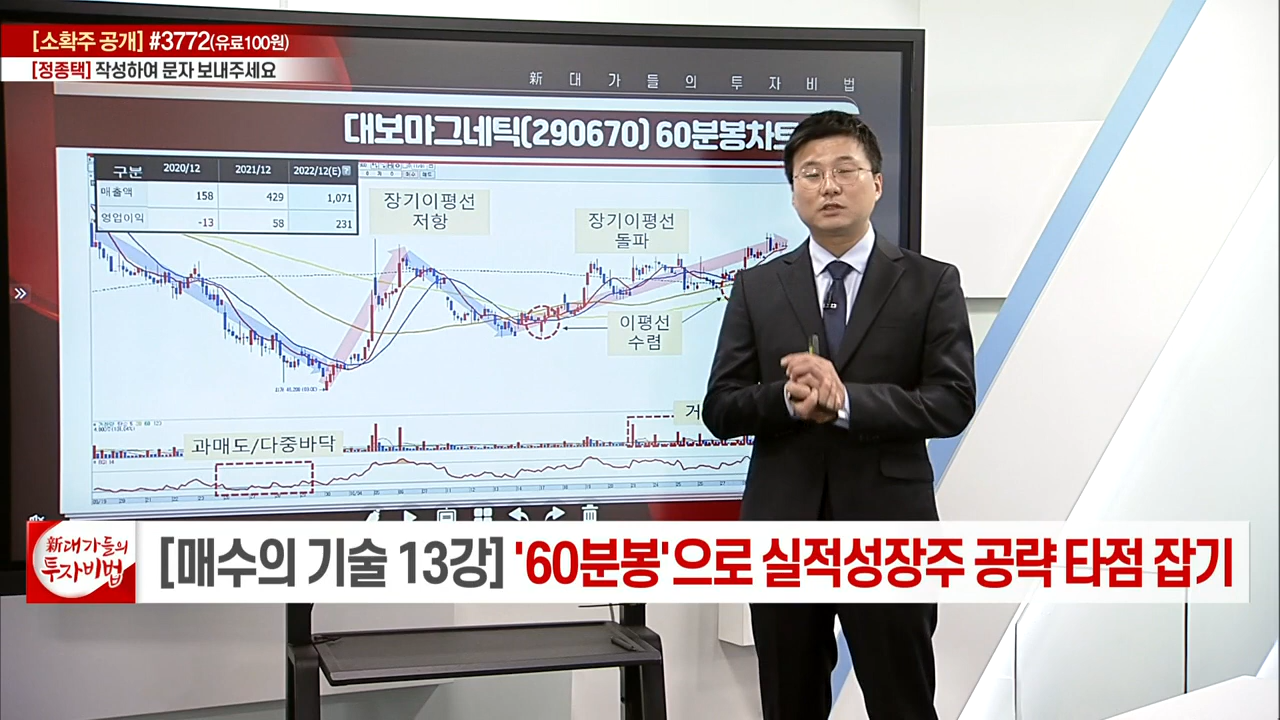 [소확주 공개] #3772(유료100원)
[정종택] 작성하여 문자 보내주세요
新 대 가 들 의 투 자 비 법
대보마그네틱(290670) 60분봉차트
구분 2020/12 2021/12 2022/12(E)
매출액 158 429 1,071
영업이익 -13 58 231
장기이평선
저항
장기이평선
돌파
이평선
수렴
거
과매도/다중바닥
新대가들의
투자비법
[매수의 기술 13강] '60분봉'으로 실적성장주 공략 타점 잡기